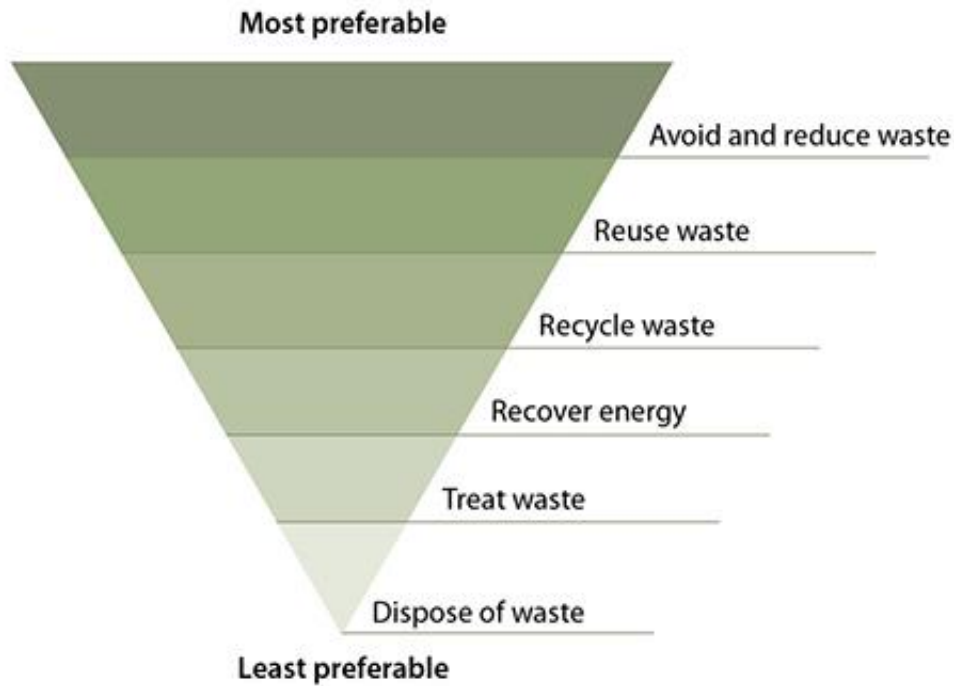 Most preferable
Avoid and reduce waste
Reuse waste
Recycle waste
Recover energy
Treat waste
Dispose of waste
Least preferable